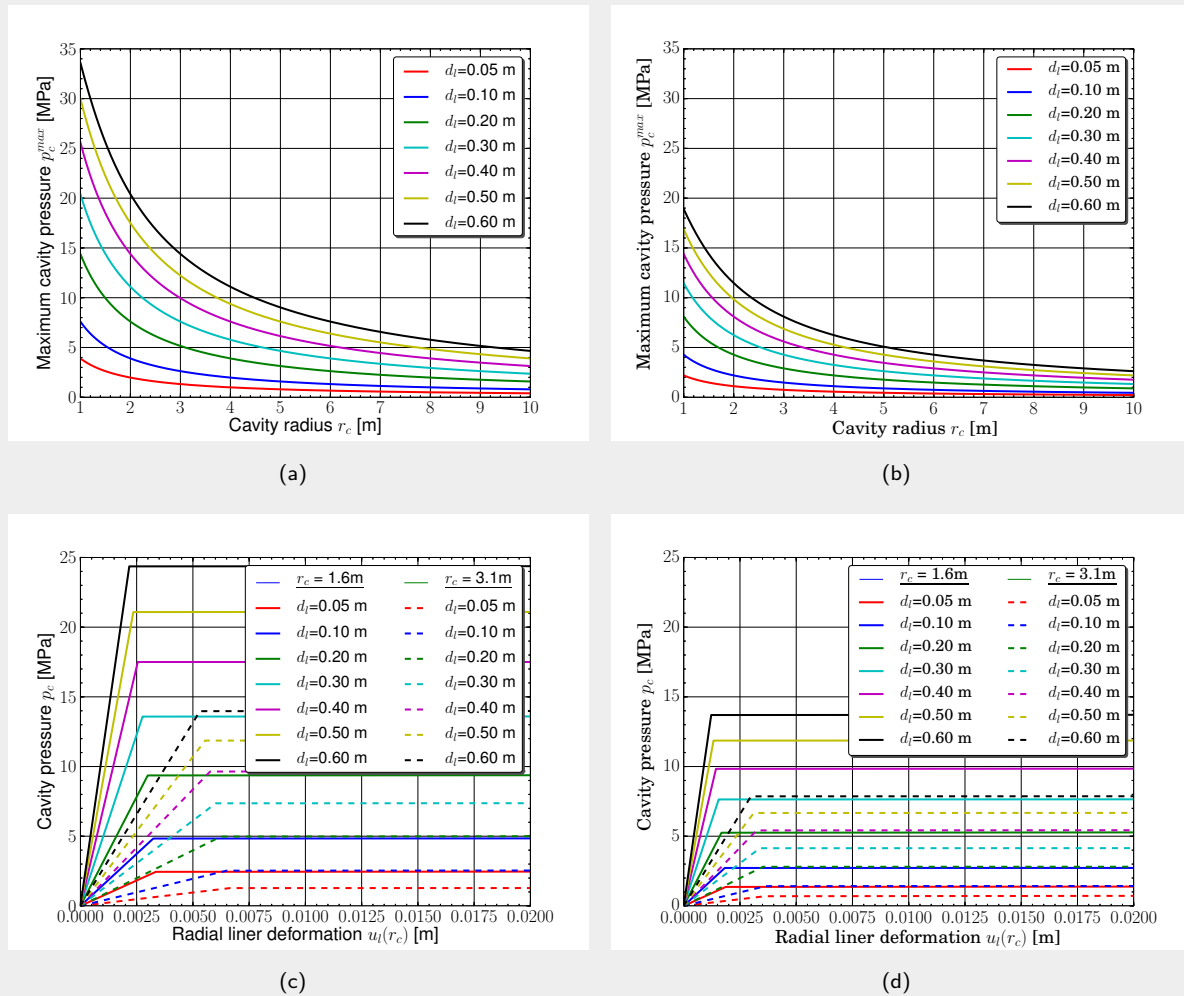 35
30
25
20
15
10
5
0
Maximum cavity pressure p_c^{max} [MPa]
d_l=0.05 m
d_l=0.10 m
d_l=0.20 m
d_l=0.30 m
d_l=0.40 m
d_l=0.50 m
d_l=0.60 m
1 2 3 4 5 6 7 8 9 10
Cavity radius r_c [m]
(a)
35
30
25
20
15
10
5
0
Maximum cavity pressure p_c^{max} [MPa]
d_l=0.05 m
d_l=0.10 m
d_l=0.20 m
d_l=0.30 m
d_l=0.40 m
d_l=0.50 m
d_l=0.60 m
1 2 3 4 5 6 7 8 9 10
Cavity radius r_c [m]
(b)
25
20
15
10
5
0
Cavity pressure p_c [MPa]
r_c = 1.6m r_c = 3.1m
d_l=0.05 m d_l=0.05 m
d_l=0.10 m d_l=0.10 m
d_l=0.20 m d_l=0.20 m
d_l=0.30 m d_l=0.30 m
d_l=0.40 m d_l=0.40 m
d_l=0.50 m d_l=0.50 m
d_l=0.60 m d_l=0.60 m
0.0000 0.0025 0.0050 0.0075 0.0100 0.0125 0.0150 0.0175 0.0200
Radial liner deformation u_l(r_c) [m]
(c)
25
20
15
10
5
0
Cavity pressure p_c [MPa]
r_c = 1.6m r_c = 3.1m
d_l=0.05 m d_l=0.05 m
d_l=0.10 m d_l=0.10 m
d_l=0.20 m d_l=0.20 m
d_l=0.30 m d_l=0.30 m
d_l=0.40 m d_l=0.40 m
d_l=0.50 m d_l=0.50 m
d_l=0.60 m d_l=0.60 m
0.0000 0.0025 0.0050 0.0075 0.0100 0.0125 0.0150 0.0175 0.0200
Radial liner deformation u_l(r_c) [m]
(d)